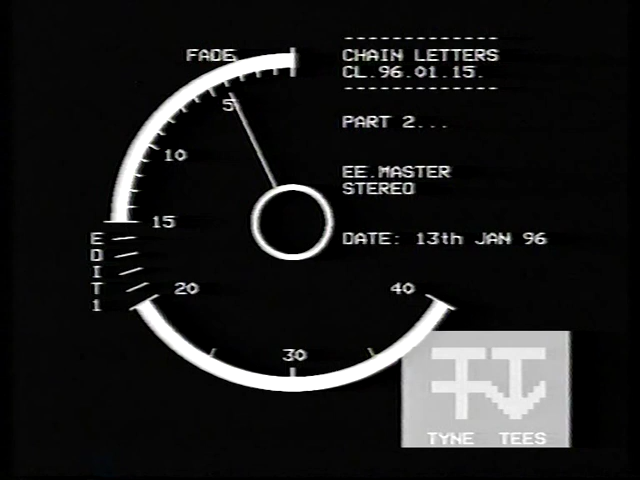 FADE
5
10
15
EDIT1
20
30
40
------------
CHAIN LETTERS
CL.96.01.15.
------------
PART 2...
EE.MASTER
STEREO
DATE: 13th JAN 96
TYNE TEES